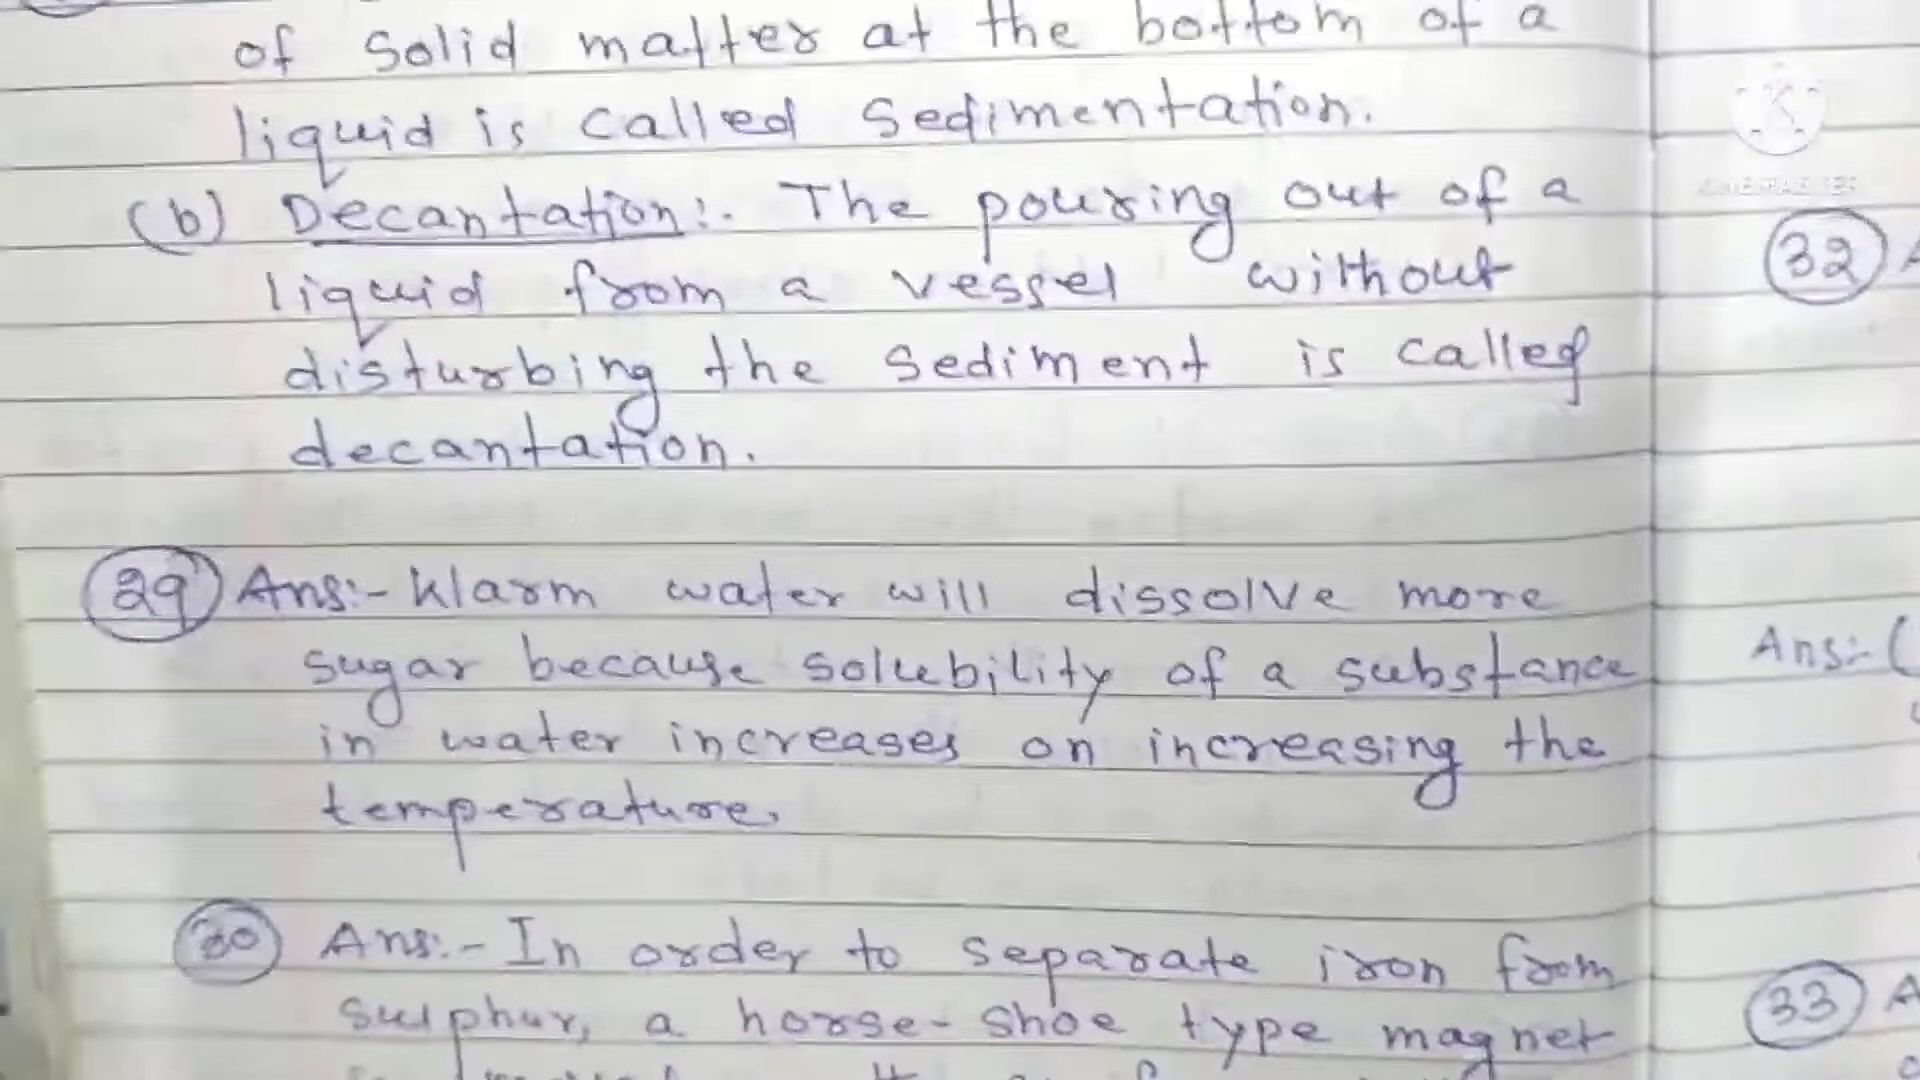 of solid matter at the bottom of a
liquid is called sedimentation.
(b) Decantation:- The pouring out of a
liquid from a vessel without
disturbing the sediment is called
decantation.
29 Ans:- Warm water will dissolve more
sugar because solubility of a substance
in water increases on increasing the
temperature.
30 Ans:- In order to separate iron from
sulphur, a horse-shoe type magnet
KINEMASTER
32
Ans:- (
33 A